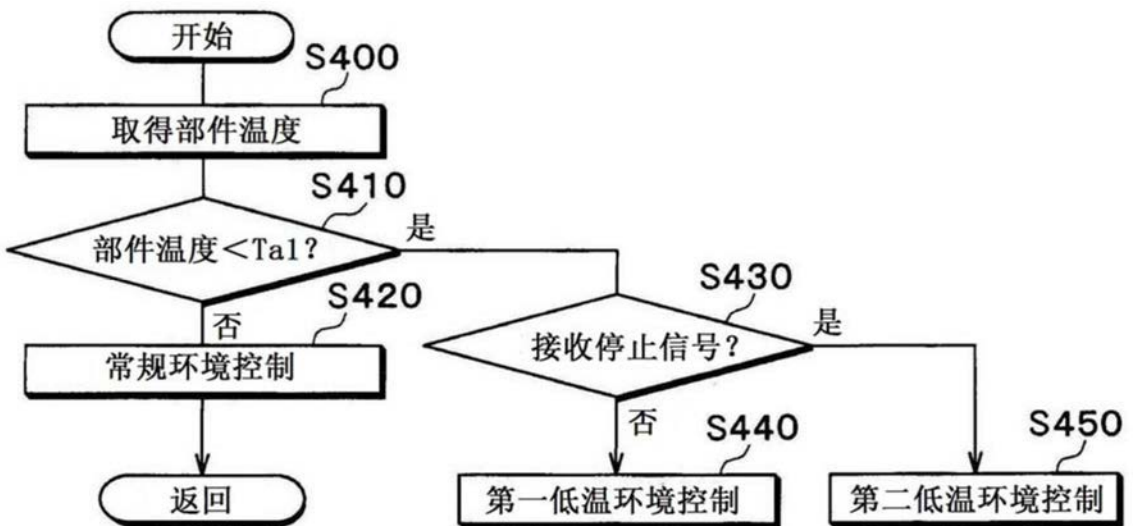 开始
S400
取得部件温度
S410
部件温度＜Ta1？
是
否
S420
常规环境控制
返回
S430
接收停止信号？
是
否
S440
第一低温环境控制
S450
第二低温环境控制